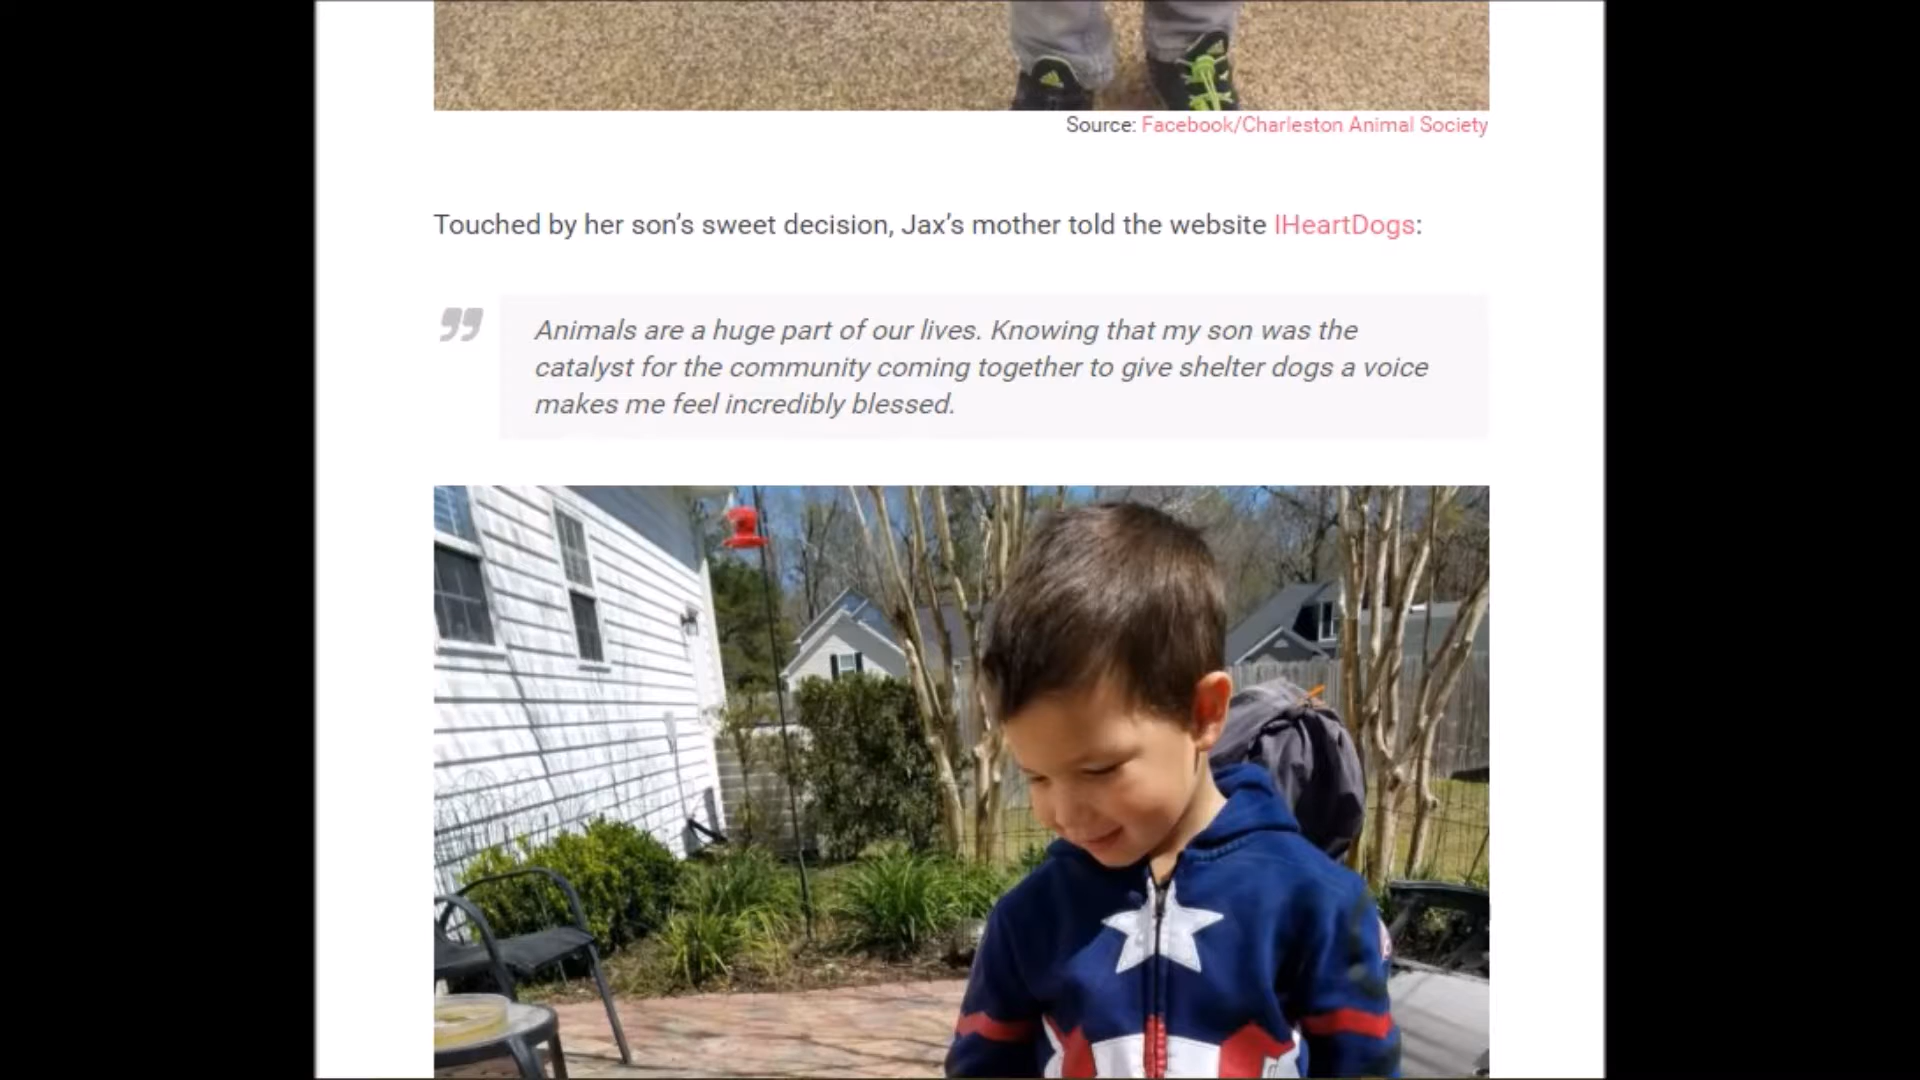 Source: Facebook/Charleston Animal Society
Touched by her son’s sweet decision, Jax’s mother told the website IHeartDogs:
Animals are a huge part of our lives. Knowing that my son was the
catalyst for the community coming together to give shelter dogs a voice
makes me feel incredibly blessed.